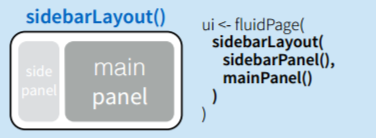 sidebarLayout()
side
panel
main
panel
ui <- fluidPage(
sidebarLayout(
sidebarPanel(),
mainPanel()
)
)